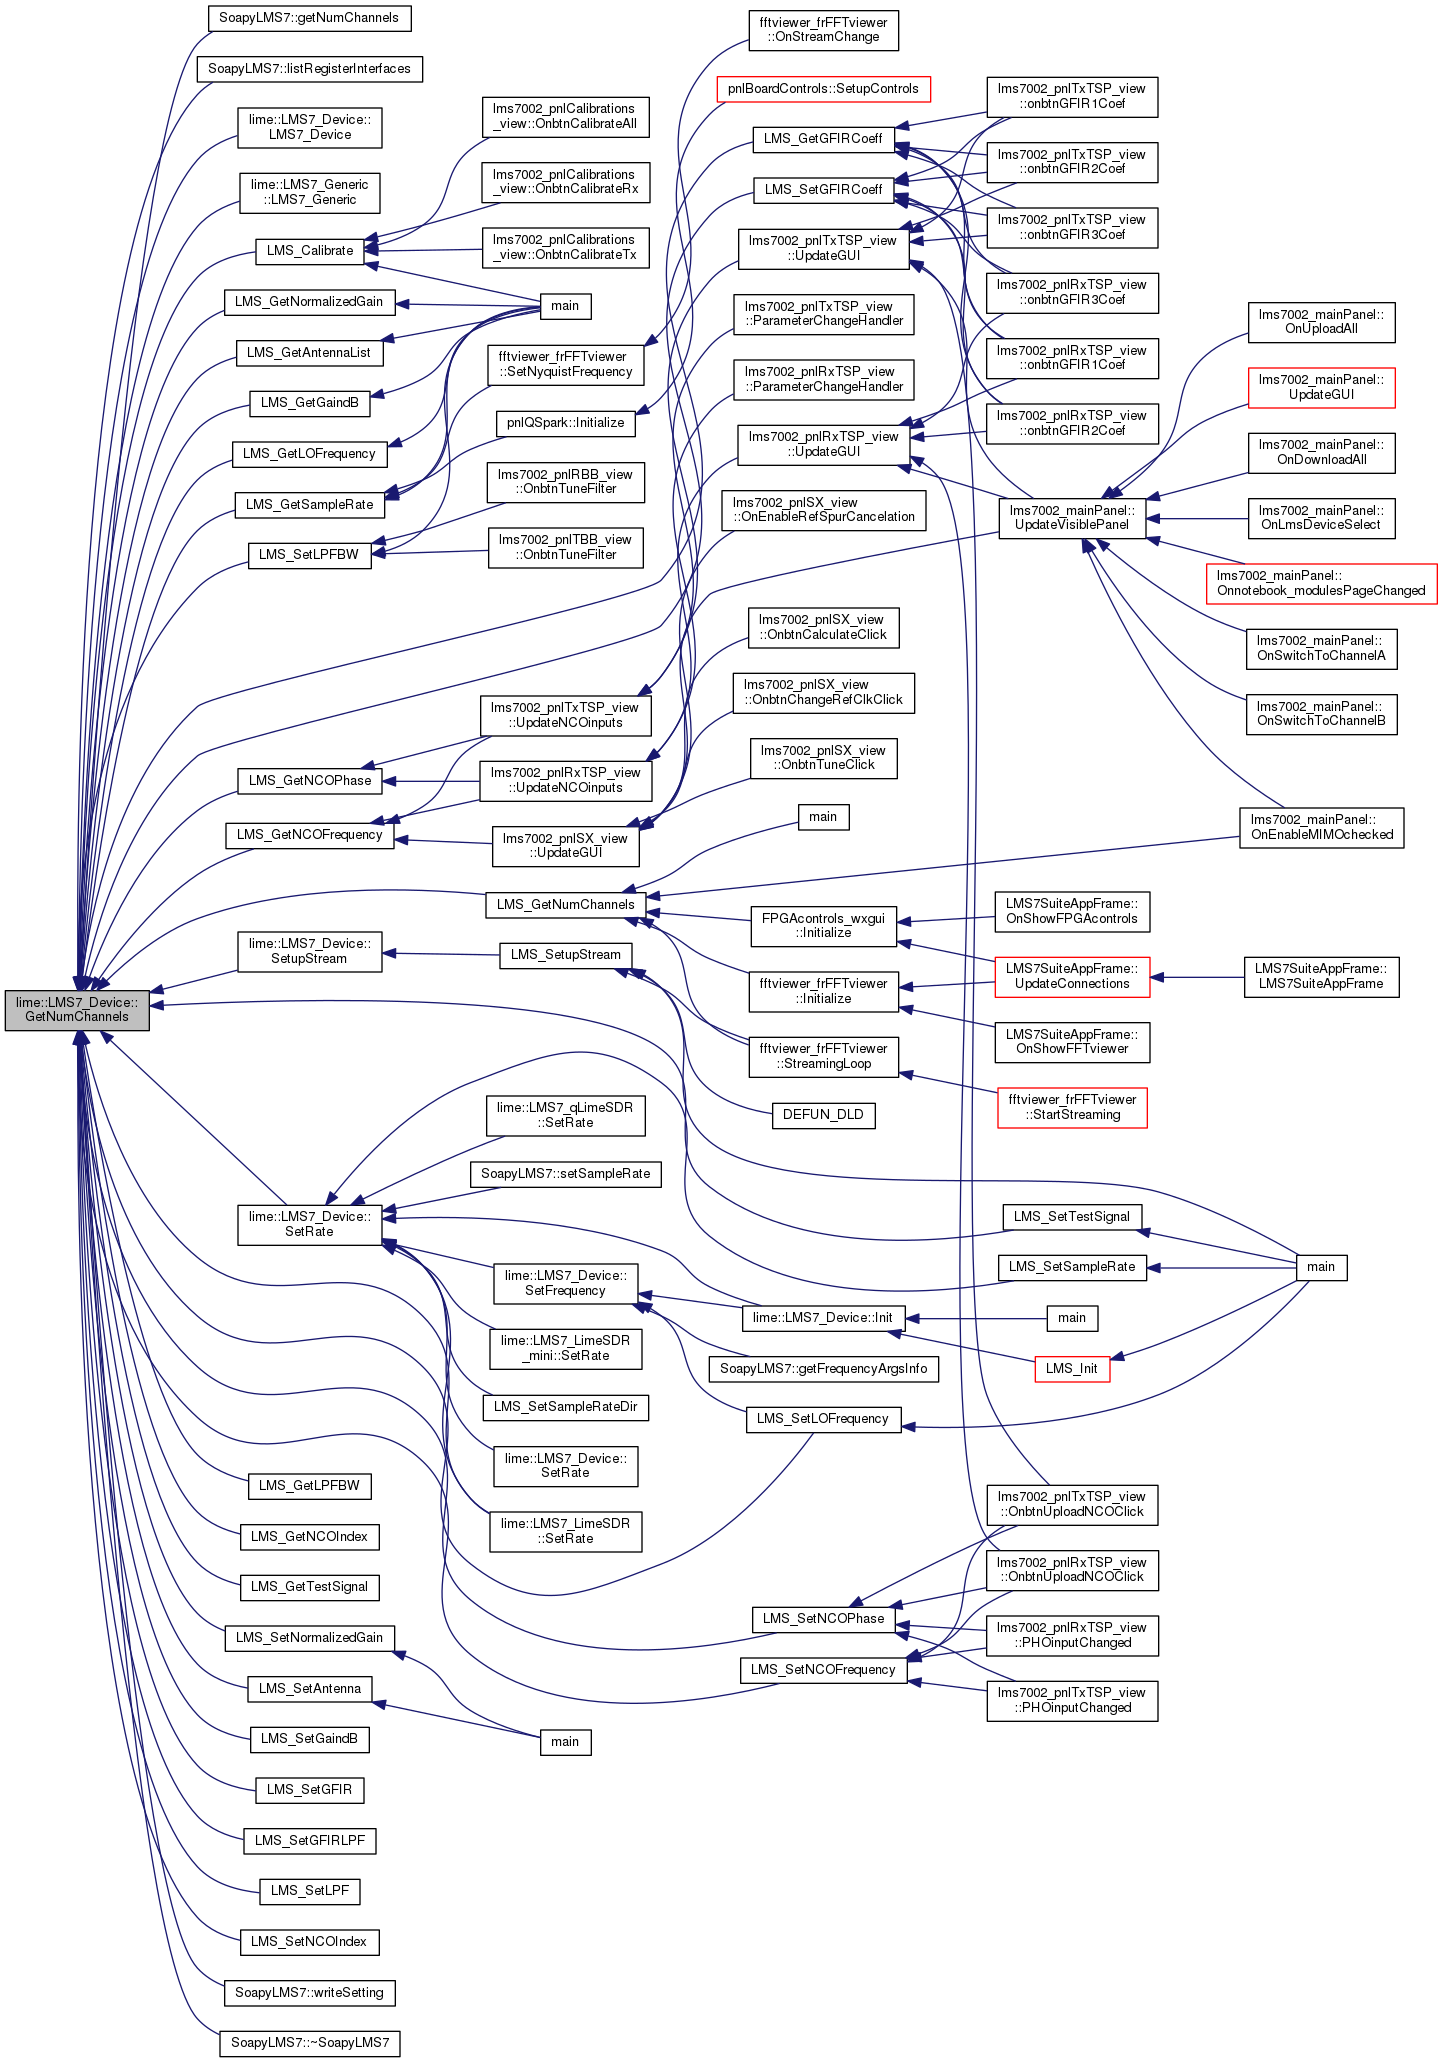 SoapyLMS7::getNumChannels
SoapyLMS7::listRegisterInterfaces
lime::LMS7_Device::
LMS7_Device
lime::LMS7_Generic
::LMS7_Generic
LMS_Calibrate
LMS_GetNormalizedGain
LMS_GetAntennaList
LMS_GetGaindB
LMS_GetLOFrequency
LMS_GetSampleRate
LMS_SetLPFBW
LMS_GetNCOPhase
LMS_GetNCOFrequency
lime::LMS7_Device::
SetupStream
lime::LMS7_Device::
GetNumChannels
lime::LMS7_Device::
SetRate
LMS_GetLPFBW
LMS_GetNCOIndex
LMS_GetTestSignal
LMS_SetNormalizedGain
LMS_SetAntenna
LMS_SetGaindB
LMS_SetGFIR
LMS_SetGFIRLPF
LMS_SetLPF
LMS_SetNCOIndex
SoapyLMS7::writeSetting
SoapyLMS7::~SoapyLMS7
lms7002_pnlCalibrations
_view::OnbtnCalibrateAll
lms7002_pnlCalibrations
_view::OnbtnCalibrateRx
lms7002_pnlCalibrations
_view::OnbtnCalibrateTx
main
fftviewer_frFFTviewer
::SetNyquistFrequency
pnlQSpark::Initialize
lms7002_pnlRBB_view
::OnbtnTuneFilter
lms7002_pnlTBB_view
::OnbtnTuneFilter
lms7002_pnlTxTSP_view
::UpdateNCOinputs
lms7002_pnlRxTSP_view
::UpdateNCOinputs
lms7002_pnlSX_view
::UpdateGUI
LMS_GetNumChannels
LMS_SetupStream
lime::LMS7_qLimeSDR
::SetRate
SoapyLMS7::setSampleRate
lime::LMS7_Device::
SetFrequency
lime::LMS7_LimeSDR
_mini::SetRate
LMS_SetSampleRateDir
lime::LMS7_Device::
SetRate
lime::LMS7_LimeSDR
::SetRate
main
fftviewer_frFFTviewer
::OnStreamChange
pnlBoardControls::SetupControls
LMS_GetGFIRCoeff
LMS_SetGFIRCoeff
lms7002_pnlTxTSP_view
::UpdateGUI
lms7002_pnlTxTSP_view
::ParameterChangeHandler
lms7002_pnlRxTSP_view
::ParameterChangeHandler
lms7002_pnlRxTSP_view
::UpdateGUI
lms7002_pnlSX_view
::OnEnableRefSpurCancelation
lms7002_pnlSX_view
::OnbtnCalculateClick
lms7002_pnlSX_view
::OnbtnChangeRefClkClick
lms7002_pnlSX_view
::OnbtnTuneClick
main
FPGAcontrols_wxgui
::Initialize
fftviewer_frFFTviewer
::Initialize
fftviewer_frFFTviewer
::StreamingLoop
DEFUN_DLD
lime::LMS7_Device::Init
SoapyLMS7::getFrequencyArgsInfo
LMS_SetLOFrequency
LMS_SetNCOPhase
LMS_SetNCOFrequency
lms7002_pnlTxTSP_view
::onbtnGFIR1Coef
lms7002_pnlTxTSP_view
::onbtnGFIR2Coef
lms7002_pnlTxTSP_view
::onbtnGFIR3Coef
lms7002_pnlRxTSP_view
::onbtnGFIR3Coef
lms7002_pnlRxTSP_view
::onbtnGFIR1Coef
lms7002_pnlRxTSP_view
::onbtnGFIR2Coef
lms7002_mainPanel::
UpdateVisiblePanel
LMS7SuiteAppFrame::
OnShowFPGAcontrols
LMS7SuiteAppFrame::
UpdateConnections
LMS7SuiteAppFrame::
OnShowFFTviewer
fftviewer_frFFTviewer
::StartStreaming
LMS_SetTestSignal
LMS_SetSampleRate
main
LMS_Init
lms7002_pnlTxTSP_view
::OnbtnUploadNCOClick
lms7002_pnlRxTSP_view
::OnbtnUploadNCOClick
lms7002_pnlRxTSP_view
::PHOinputChanged
lms7002_pnlTxTSP_view
::PHOinputChanged
lms7002_mainPanel::
OnUploadAll
lms7002_mainPanel::
UpdateGUI
lms7002_mainPanel::
OnDownloadAll
lms7002_mainPanel::
OnLmsDeviceSelect
lms7002_mainPanel::
Onnotebook_modulesPageChanged
lms7002_mainPanel::
OnSwitchToChannelA
lms7002_mainPanel::
OnSwitchToChannelB
lms7002_mainPanel::
OnEnableMIMOchecked
LMS7SuiteAppFrame::
LMS7SuiteAppFrame
main